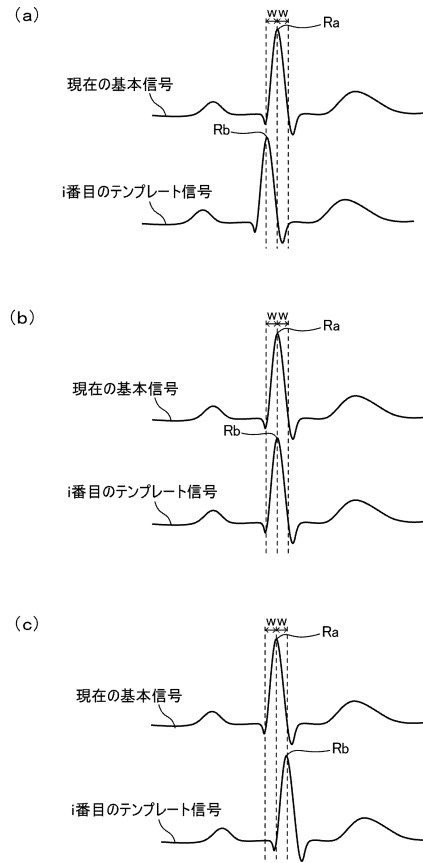 (a)
w w
Ra
現在の基本信号
Rb
i番目のテンプレート信号
(b)
w w
Ra
現在の基本信号
Rb
i番目のテンプレート信号
(c)
w w
Ra
現在の基本信号
Rb
i番目のテンプレート信号